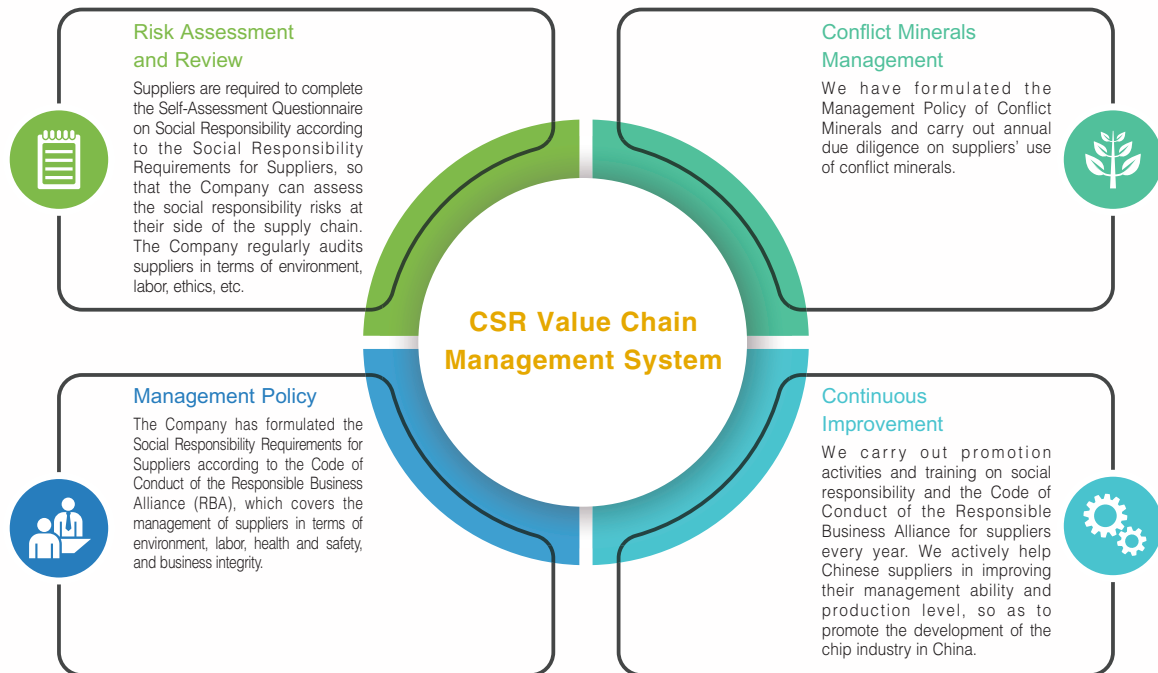 Risk Assessment
and Review
Suppliers are required to complete
the Self-Assessment Questionnaire
on Social Responsibility according
to the Social Responsibility
Requirements for Suppliers, so
that the Company can assess
the social responsibility risks at
their side of the supply chain.
The Company regularly audits
suppliers in terms of environment,
labor, ethics, etc.
Conflict Minerals
Management
We have formulated the
Management Policy of Conflict
Minerals and carry out annual
due diligence on suppliers’ use
of conflict minerals.
CSR Value Chain
Management System
Management Policy
The Company has formulated the
Social Responsibility Requirements for
Suppliers according to the Code of
Conduct of the Responsible Business
Alliance (RBA), which covers the
management of suppliers in terms of
environment, labor, health and safety,
and business integrity.
Continuous
Improvement
We carry out promotion
activities and training on social
responsibility and the Code of
Conduct of the Responsible
Business Alliance for suppliers
every year. We actively help
Chinese suppliers in improving
their management ability and
production level, so as to
promote the development of the
chip industry in China.